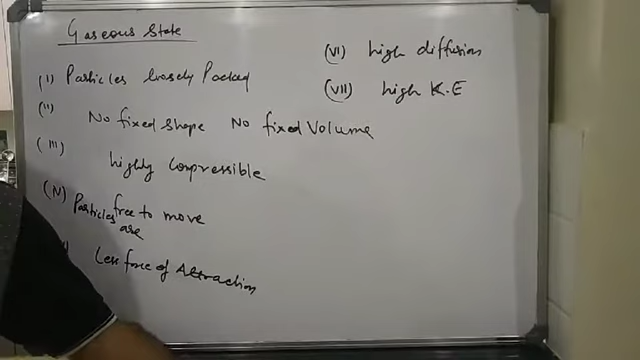 Gaseous State
(I) Particles loosely Packed
(II) No fixed shape No fixed Volume
(III) highly compressible
(IV) Particles are free to move
Less force of Attraction
(VI) high diffusion
(VII) high K.E